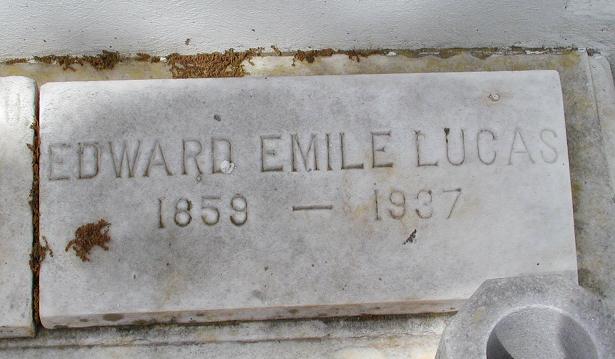 EDWARD EMILE LUCAS
1859 — 1937